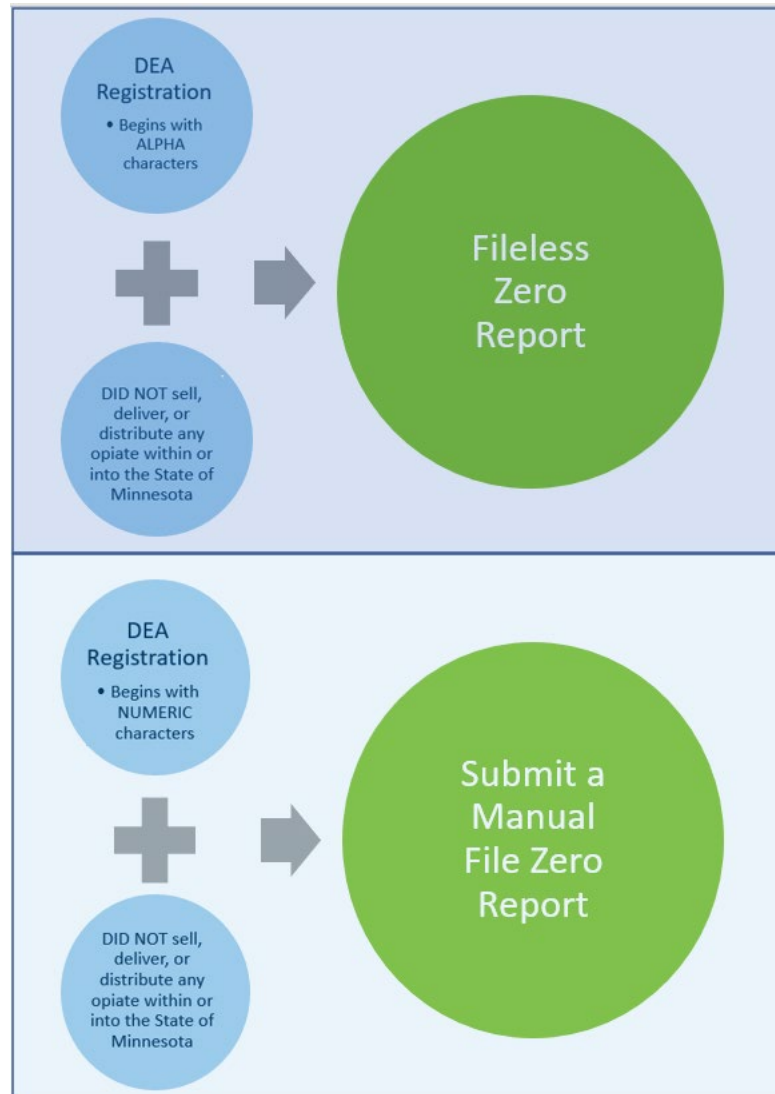 DEA
Registration
• Begins with
ALPHA
characters
DID NOT sell,
deliver, or
distribute any
opiate within or
into the State of
Minnesota
Fileless
Zero
Report
DEA
Registration
• Begins with
NUMERIC
characters
DID NOT sell,
deliver, or
distribute any
opiate within or
into the State of
Minnesota
Submit a
Manual
File Zero
Report